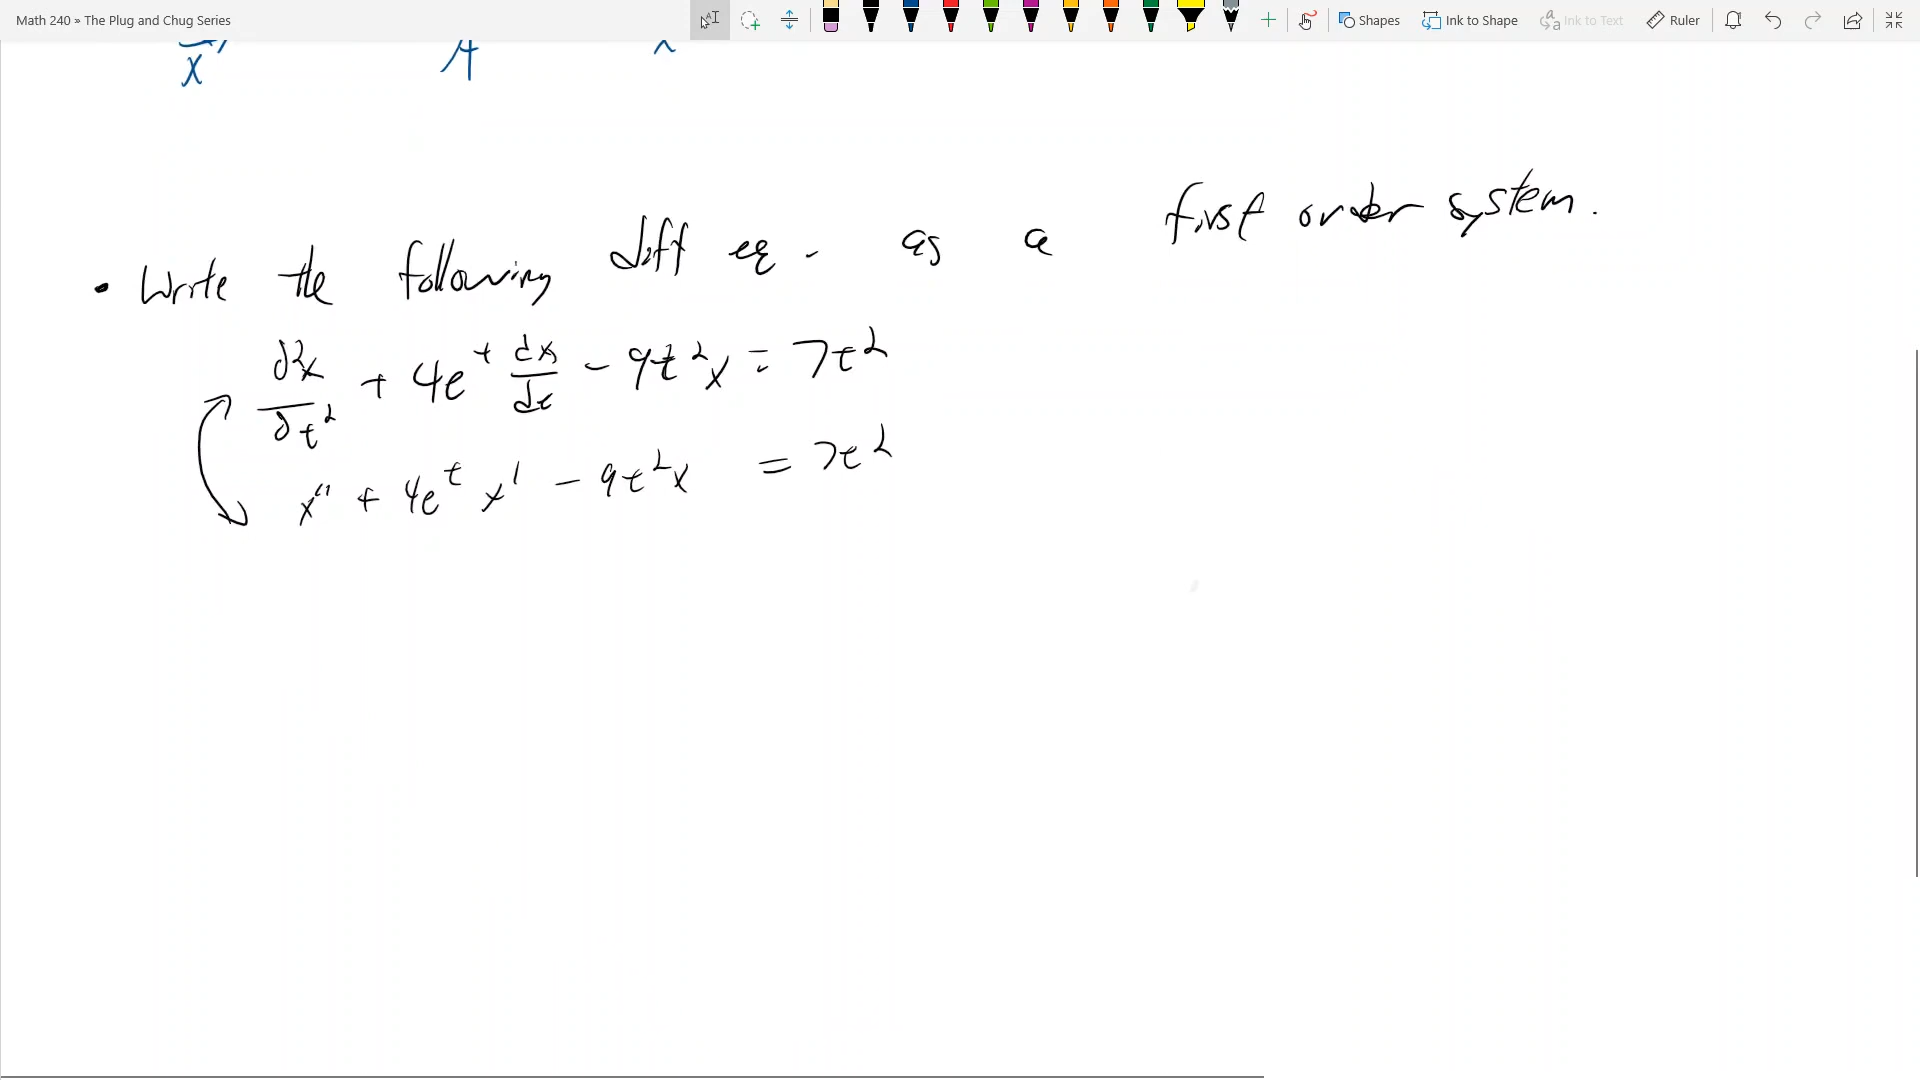 Math 240 » The Plug and Chug Series
Shapes Ink to Shape Ink to Text Ruler
x' A x
• Write the following diff eq. as a first order system.
d²x/dt² + 4e^t dx/dt - 9t²x = 7t²
x'' + 4e^t x' - 9t²x = 7t²